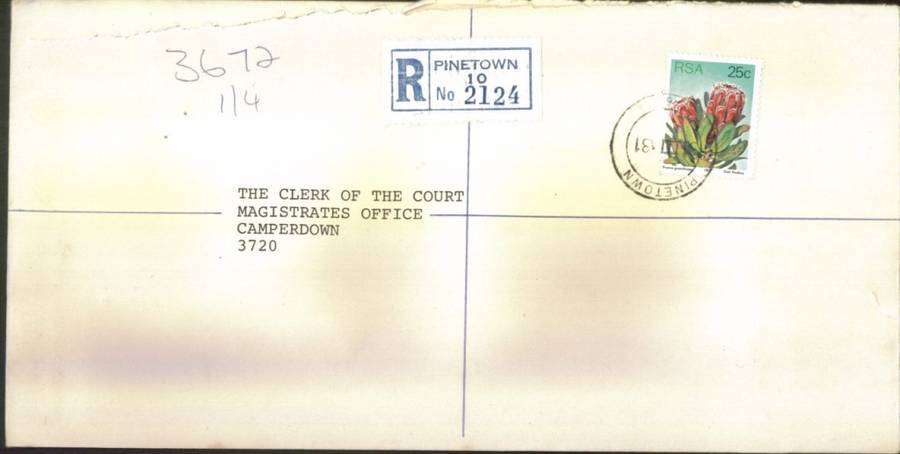 3672
1/4
R
PINETOWN
10
No 2124
RSA 25c
PINETOWN
THE CLERK OF THE COURT
MAGISTRATES OFFICE
CAMPERDOWN
3720